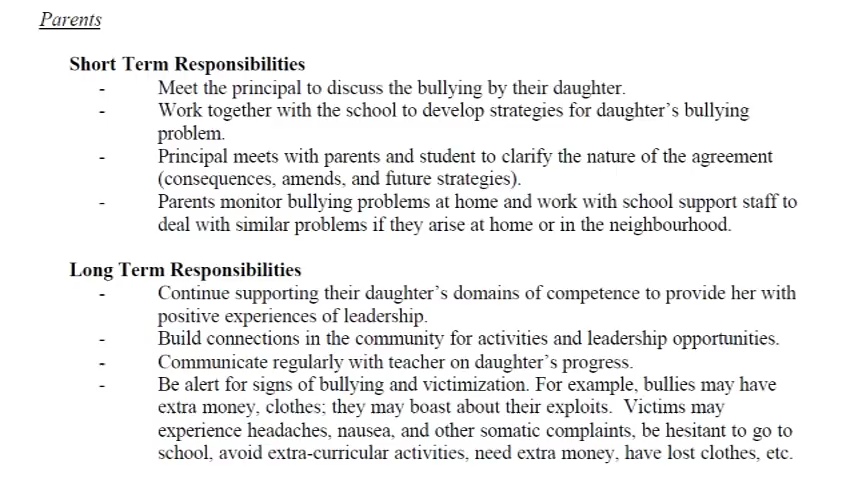 Parents
Short Term Responsibilities
- Meet the principal to discuss the bullying by their daughter.
- Work together with the school to develop strategies for daughter's bullying
problem.
- Principal meets with parents and student to clarify the nature of the agreement
(consequences, amends, and future strategies).
- Parents monitor bullying problems at home and work with school support staff to
deal with similar problems if they arise at home or in the neighbourhood.
Long Term Responsibilities
- Continue supporting their daughter's domains of competence to provide her with
positive experiences of leadership.
- Build connections in the community for activities and leadership opportunities.
- Communicate regularly with teacher on daughter's progress.
- Be alert for signs of bullying and victimization. For example, bullies may have
extra money, clothes; they may boast about their exploits.  Victims may
experience headaches, nausea, and other somatic complaints, be hesitant to go to
school, avoid extra-curricular activities, need extra money, have lost clothes, etc.